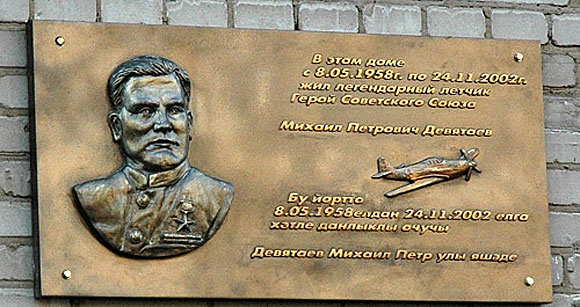 В этом доме
с 8.05.1958г. по 24.11.2002г.
жил легендарный летчик
Герой Советского Союза
Михаил Петрович Девятаев
Бу йортта
8.05.1958елдан 24.11.2002 елга
хәтле данлыклы очучы
Девятаев Михаил Петр улы яшәде